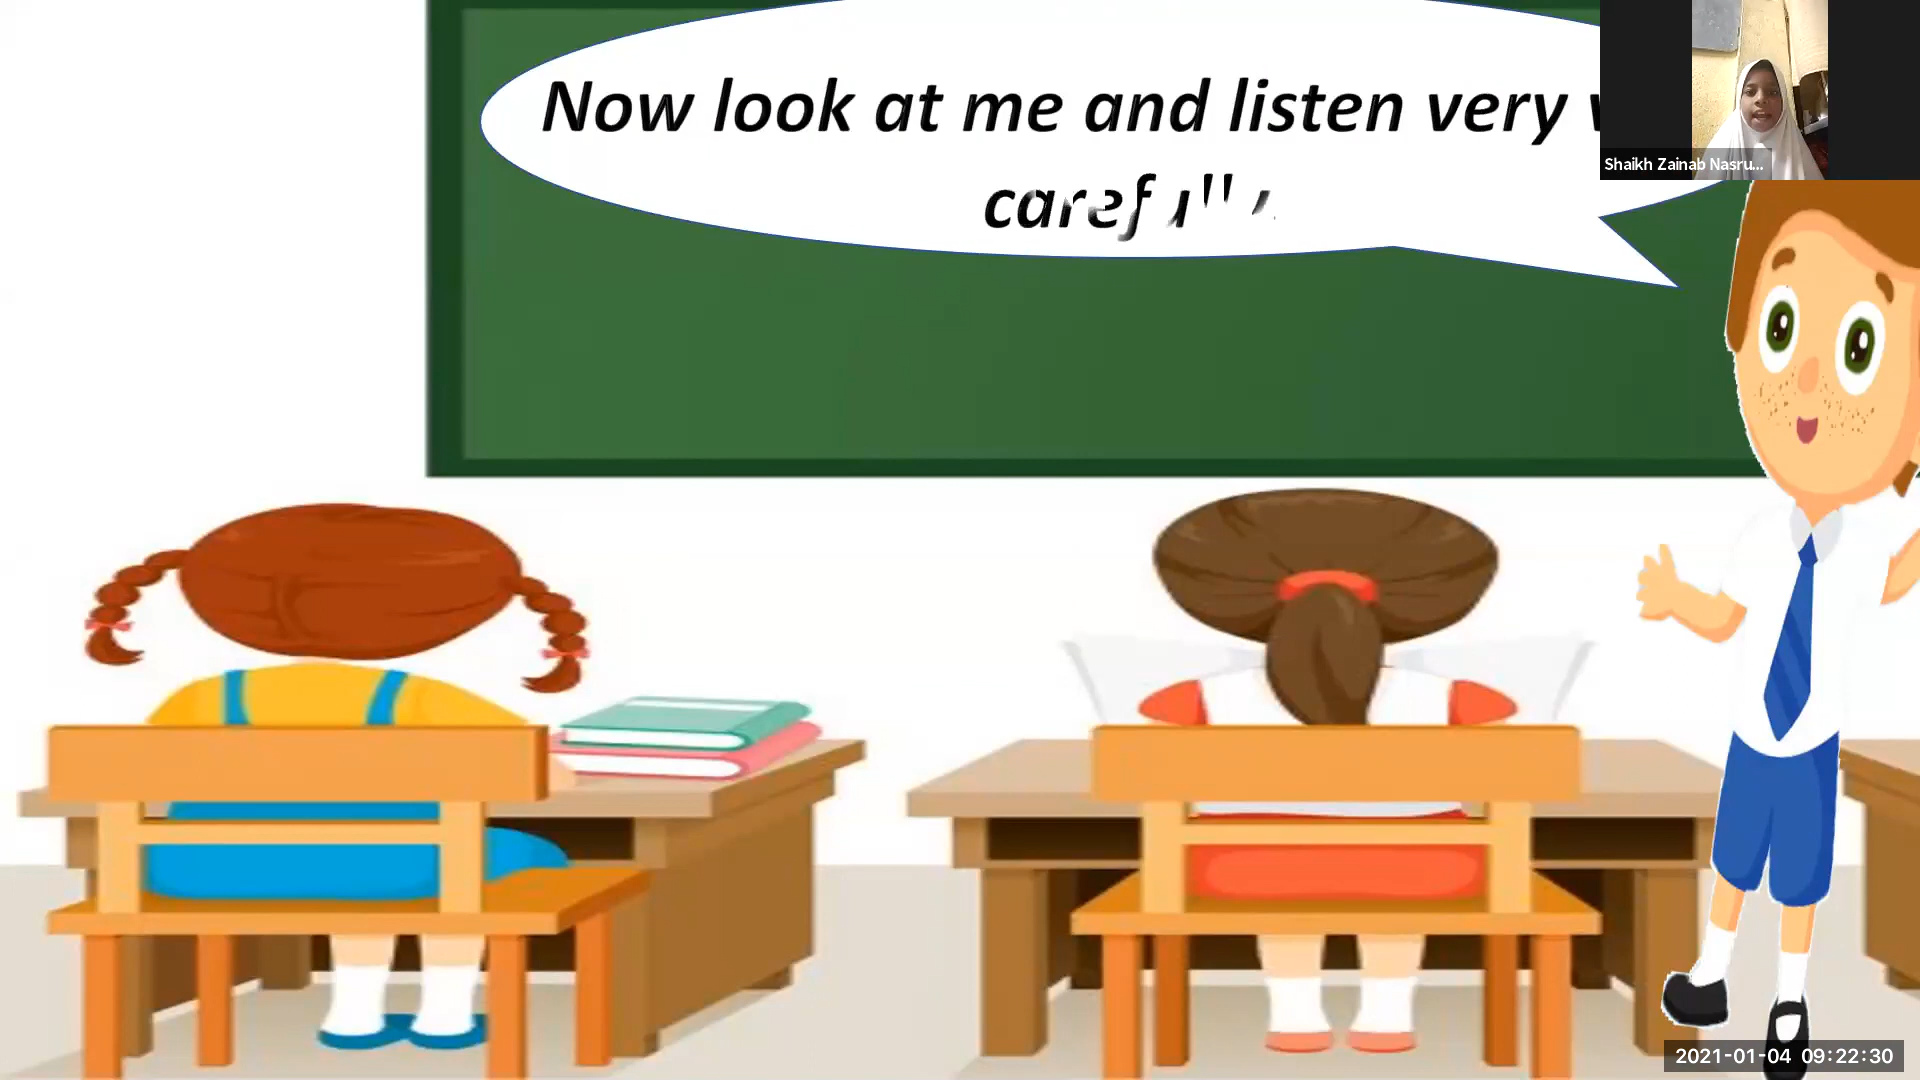 Now look at me and listen very
Shaikh Zainab Nasru...
2021-01-04 09:22:30